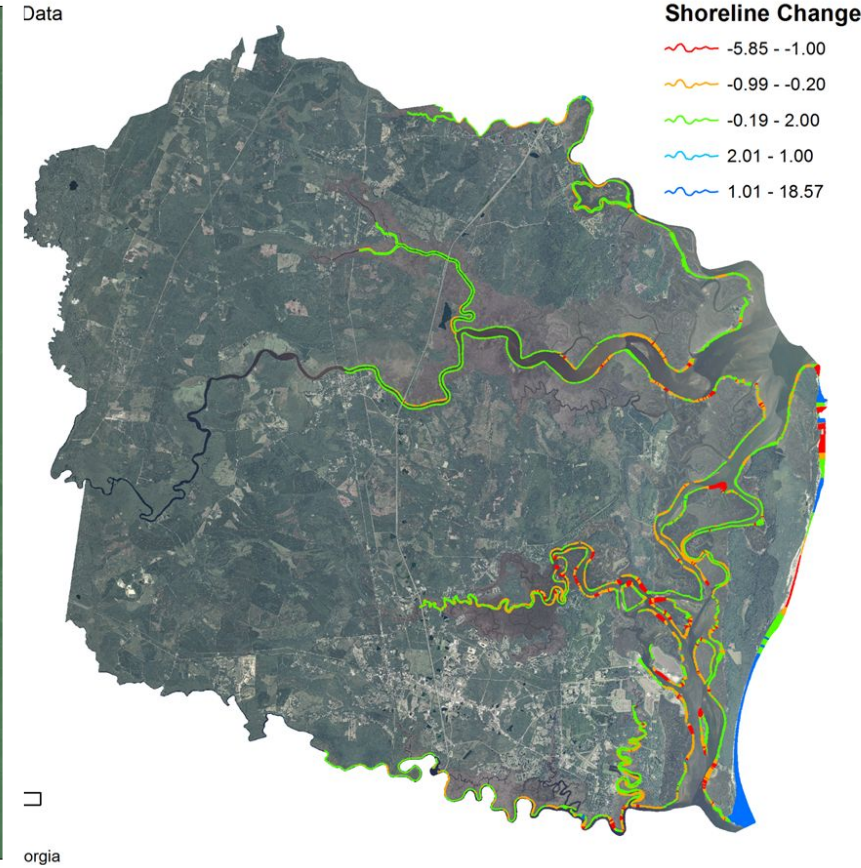 Data
Shoreline Change
-5.85 - -1.00
-0.99 - -0.20
-0.19 - 2.00
2.01 - 1.00
1.01 - 18.57
orgia